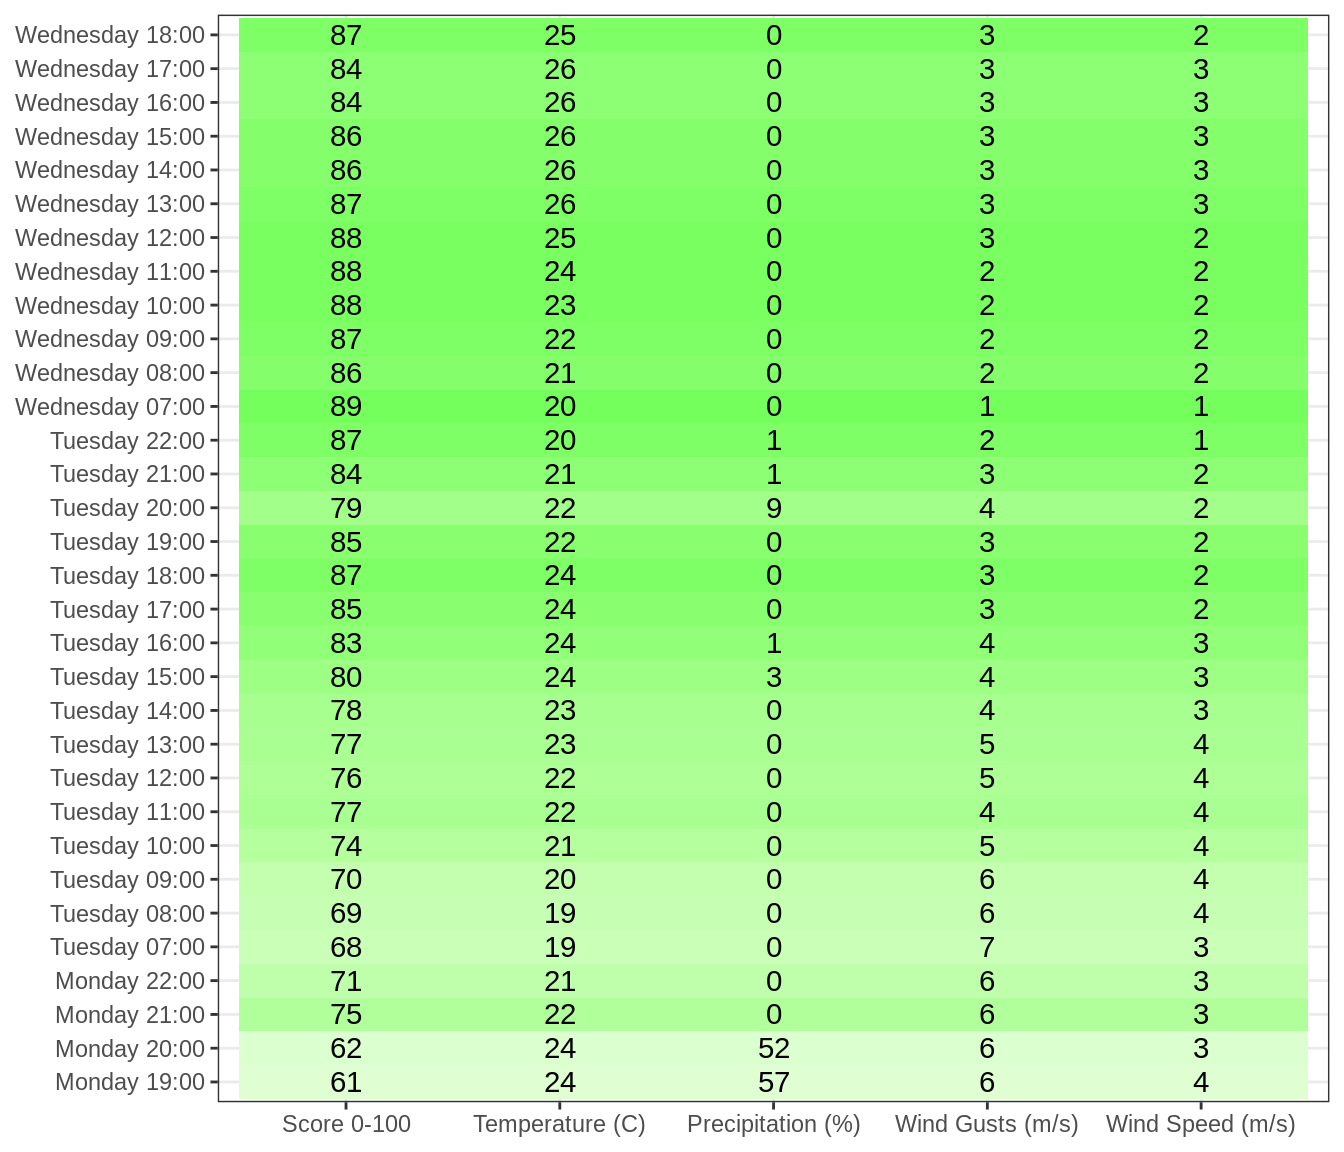 Wednesday 18:00 87 25 0 3 2
Wednesday 17:00 84 26 0 3 3
Wednesday 16:00 84 26 0 3 3
Wednesday 15:00 86 26 0 3 3
Wednesday 14:00 86 26 0 3 3
Wednesday 13:00 87 26 0 3 3
Wednesday 12:00 88 25 0 3 2
Wednesday 11:00 88 24 0 2 2
Wednesday 10:00 88 23 0 2 2
Wednesday 09:00 87 22 0 2 2
Wednesday 08:00 86 21 0 2 2
Wednesday 07:00 89 20 0 1 1
Tuesday 22:00 87 20 1 2 1
Tuesday 21:00 84 21 1 3 2
Tuesday 20:00 79 22 9 4 2
Tuesday 19:00 85 22 0 3 2
Tuesday 18:00 87 24 0 3 2
Tuesday 17:00 85 24 0 3 2
Tuesday 16:00 83 24 1 4 3
Tuesday 15:00 80 24 3 4 3
Tuesday 14:00 78 23 0 4 3
Tuesday 13:00 77 23 0 5 4
Tuesday 12:00 76 22 0 5 4
Tuesday 11:00 77 22 0 4 4
Tuesday 10:00 74 21 0 5 4
Tuesday 09:00 70 20 0 6 4
Tuesday 08:00 69 19 0 6 4
Tuesday 07:00 68 19 0 7 3
Monday 22:00 71 21 0 6 3
Monday 21:00 75 22 0 6 3
Monday 20:00 62 24 52 6 3
Monday 19:00 61 24 57 6 4
Score 0-100 Temperature (C) Precipitation (%) Wind Gusts (m/s) Wind Speed (m/s)